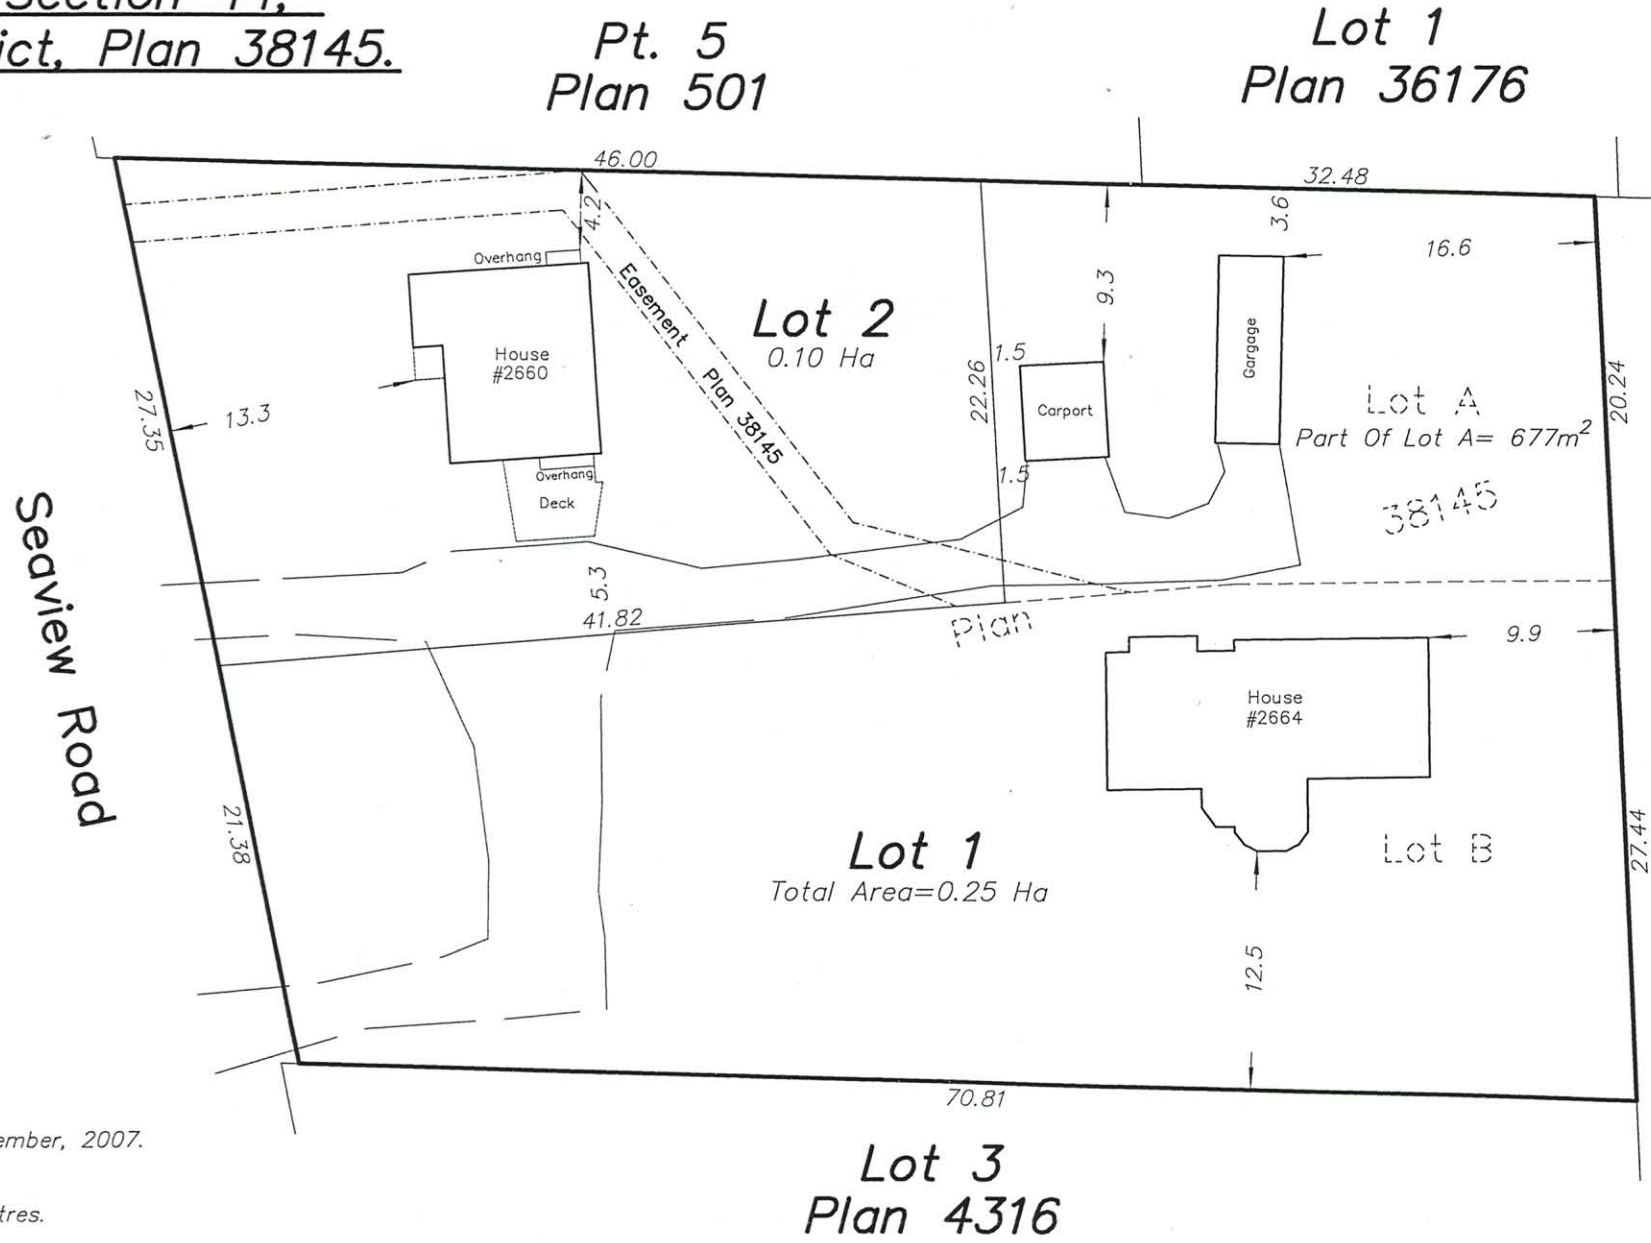 ict, Plan 38145.
Pt. 5
Plan 501
Lot 1
Plan 36176
46.00
32.48
4.2
3.6
16.6
Overhang
9.3
Easement Plan 38145
Lot 2
0.10 Ha
House
#2660
1.5
22.26
Carport
Gargage
Lot A
Part Of Lot A= 677m²
20.24
27.35
13.3
1.5
Overhang
Deck
38145
5.3
41.82
Plan
9.9
Seaview Road
House
#2664
21.38
Lot 1
Total Area=0.25 Ha
Lot B
27.44
12.5
70.81
ember, 2007.
Lot 3
Plan 4316
tres.